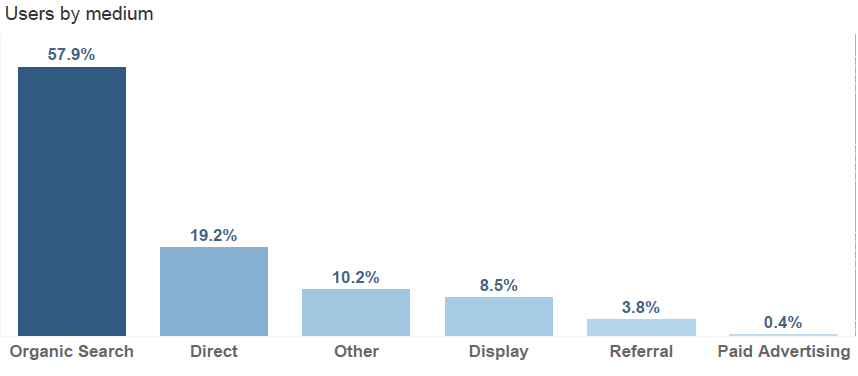 Users by medium
57.9%
19.2%
10.2%
8.5%
3.8%
0.4%
Organic Search
Direct
Other
Display
Referral
Paid Advertising